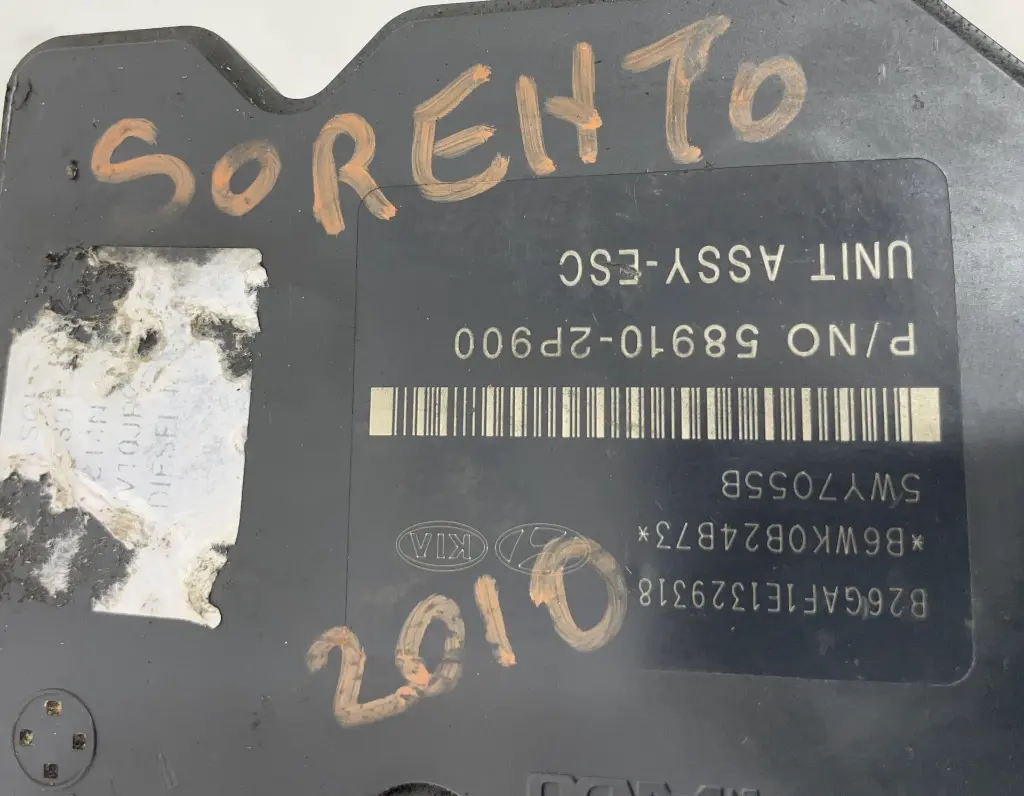 SORENTO
UNIT ASSY-ESC
P/NO 58910-2P900
5WY7055B
*B6WK0B24B73*
KIA
B26GAF1E1329318
2010
DIESEL